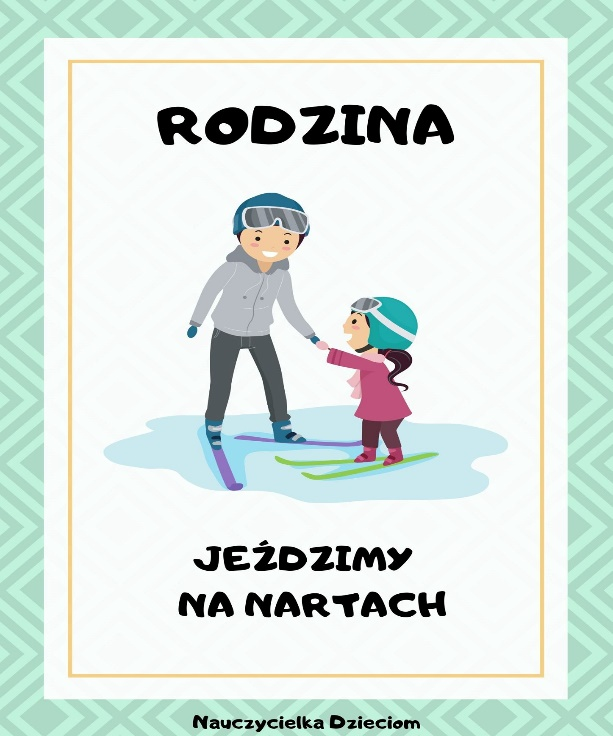 RODZINA
JEŹDZIMY
NA NARTACH
Nauczycielka Dzieciom